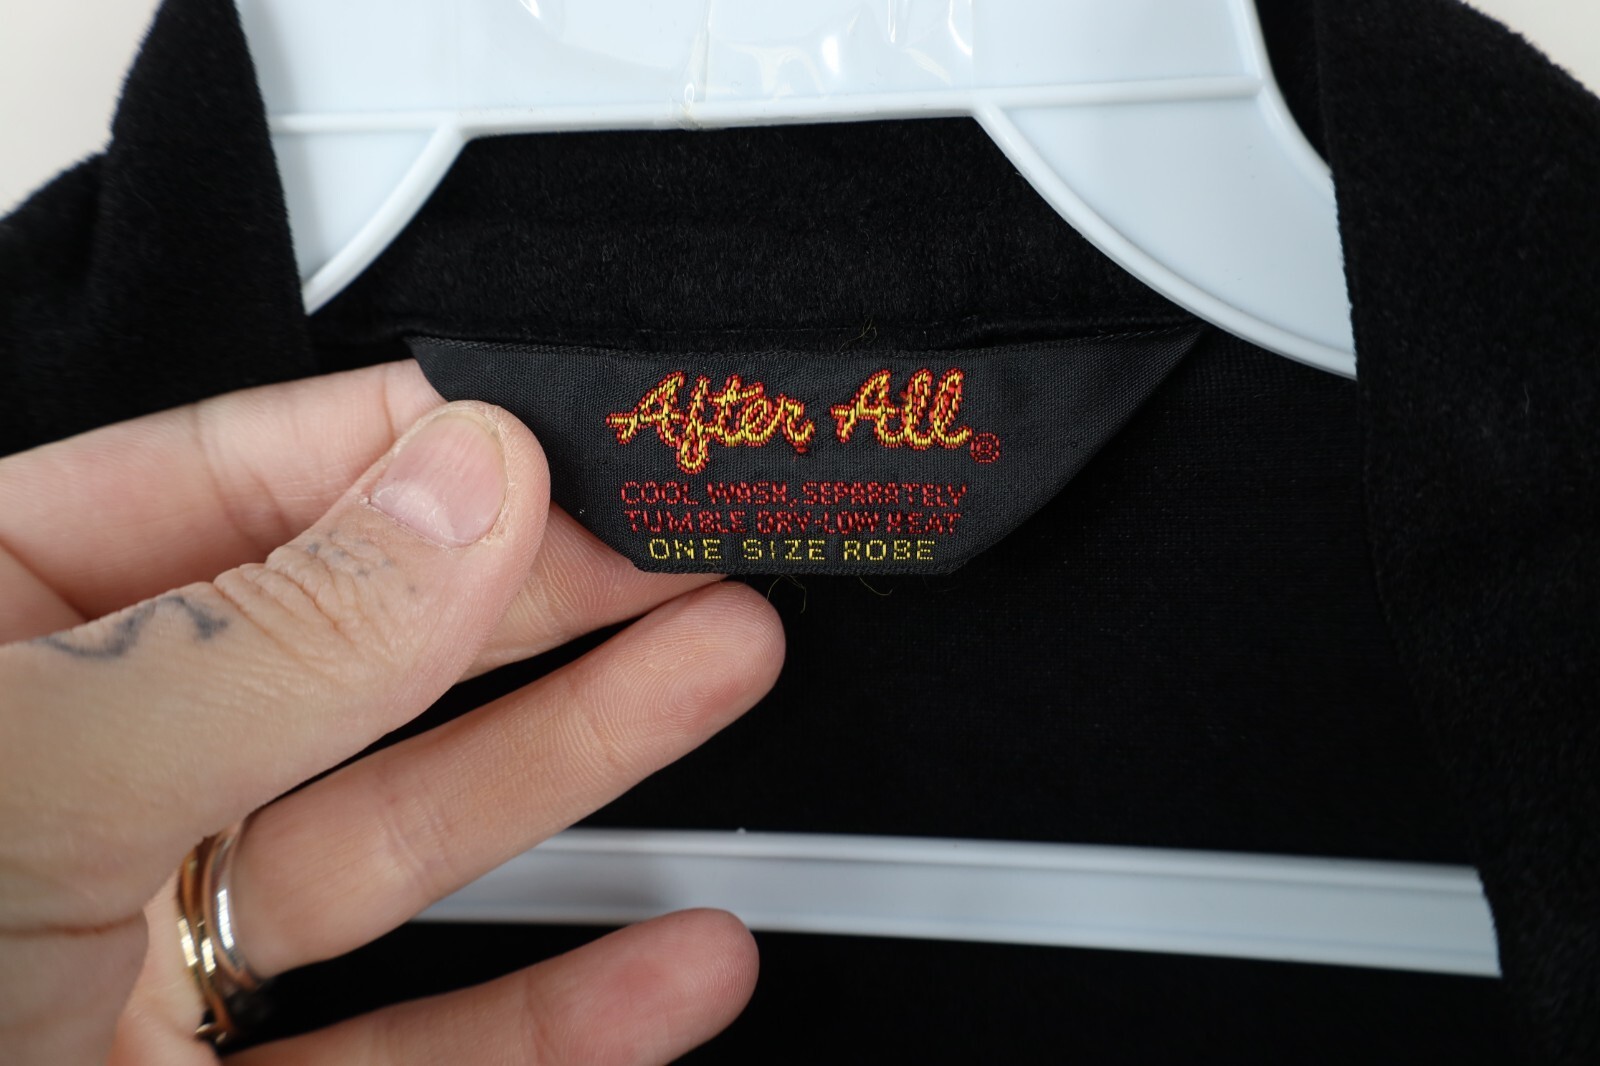 After All®
COOL WASH, SEPARATELY
TUMBLE DRY-LOW HEAT
ONE SIZE ROBE